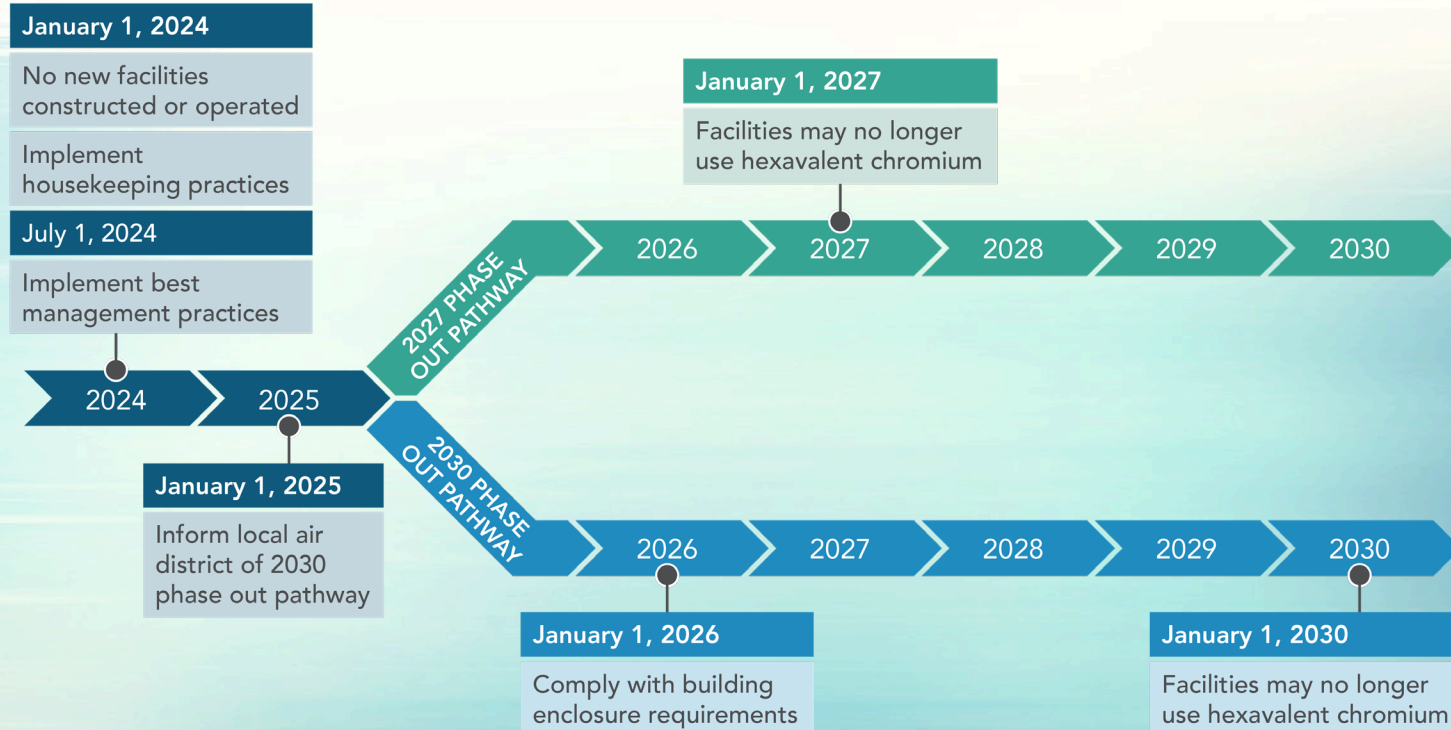 January 1, 2024
No new facilities
constructed or operated
Implement
housekeeping practices
July 1, 2024
Implement best
management practices
2024
2025
January 1, 2025
Inform local air
district of 2030
phase out pathway
2027 PHASE
OUT PATHWAY
January 1, 2027
Facilities may no longer
use hexavalent chromium
2026
2027
2028
2029
2030
2030 PHASE
OUT PATHWAY
2026
2027
2028
2029
2030
January 1, 2026
Comply with building
enclosure requirements
January 1, 2030
Facilities may no longer
use hexavalent chromium